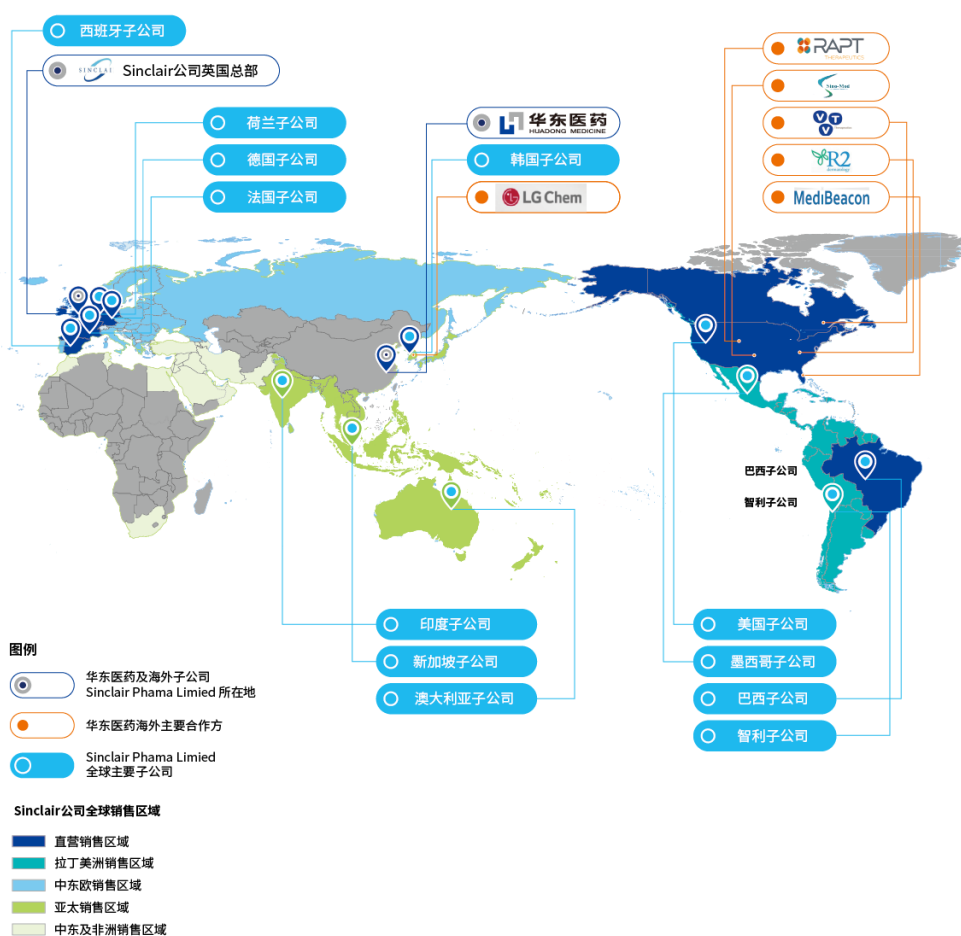 西班牙子公司
SINCLAI
Sinclair公司英国总部
荷兰子公司
德国子公司
法国子公司
华东医药
HUADONG MEDICINE
韩国子公司
LG Chem
RAPT
THERAPEUTICS
VTV
R2
dermatology
MediBeacon
巴西子公司
智利子公司
印度子公司
新加坡子公司
澳大利亚子公司
美国子公司
墨西哥子公司
巴西子公司
智利子公司
图例
华东医药及海外子公司
Sinclair Phama Limied 所在地
华东医药海外主要合作方
Sinclair Phama Limied
全球主要子公司
Sinclair公司全球销售区域
直营销售区域
拉丁美洲销售区域
中东欧销售区域
亚太销售区域
中东及非洲销售区域